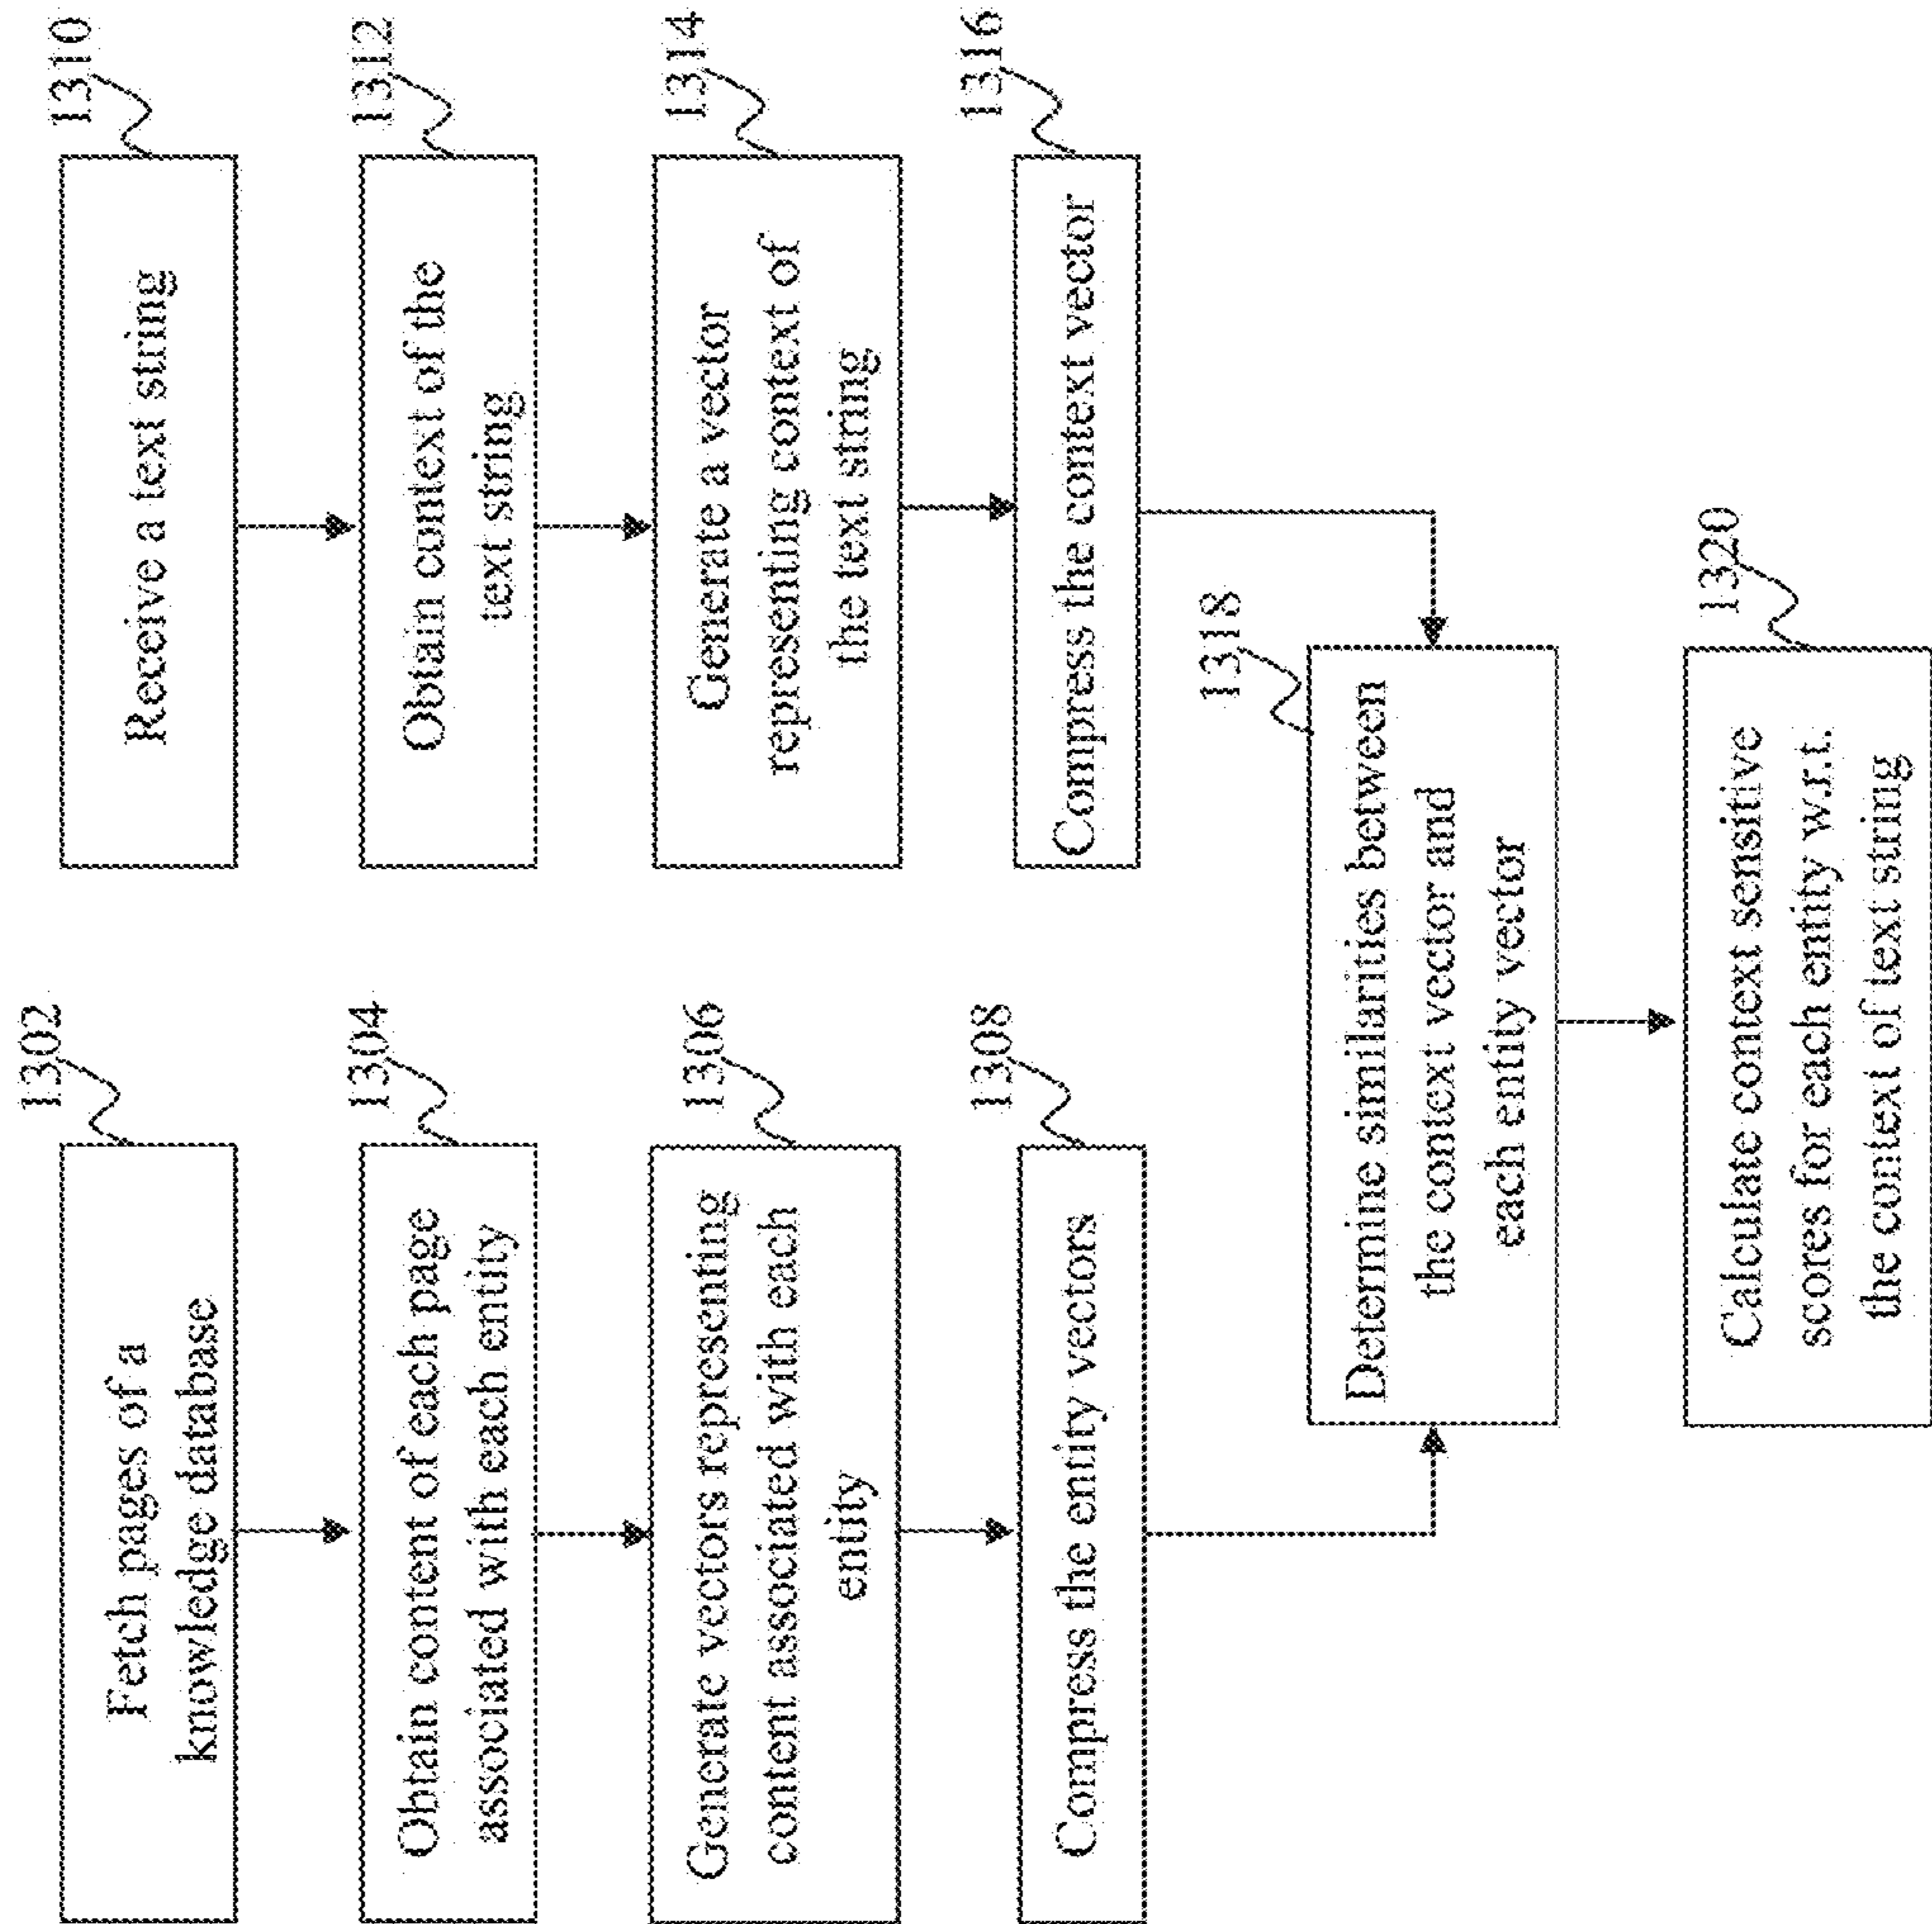 1302
Fetch pages of a
knowledge database
1304
Obtain content of each page
associated with each entity
1306
Generate vectors representing
content associated with each
entity
1308
Compress the entity vectors
1310
Receive a text string
1312
Obtain context of the
text string
1314
Generate a vector
representing context of
the text string
1316
Compress the context vector
1318
Determine similarities between
the context vector and
each entity vector
1320
Calculate context sensitive
scores for each entity w.r.t.
the context of text string